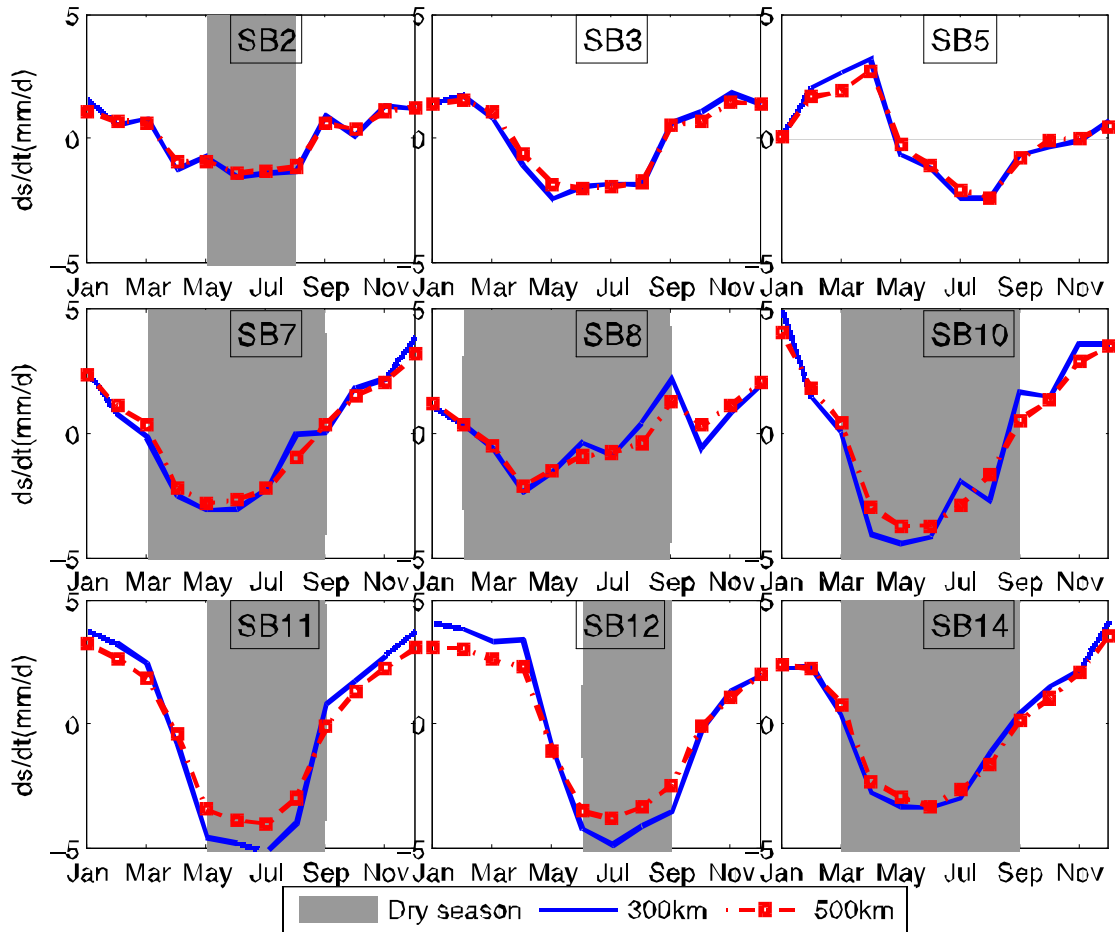 5 SB2 SB3 5 SB5
ds/dt(mm/d) 0 0 0
−5 −5 −5
Jan Mar May Jul Sep Nov Jan Mar May Jul Sep Nov Jan Mar May Jul Sep Nov
5 SB7 5 SB8 5 SB10
ds/dt(mm/d) 0 0 0
−5 −5 −5
Jan Mar May Jul Sep Nov Jan Mar May Jul Sep Nov Jan Mar May Jul Sep Nov
5 SB11 5 SB12 5 SB14
ds/dt(mm/d) 0 0 0
−5 −5 −5
Jan Mar May Jul Sep Nov Jan Mar May Jul Sep Nov Jan Mar May Jul Sep Nov
Dry season 300km 500km